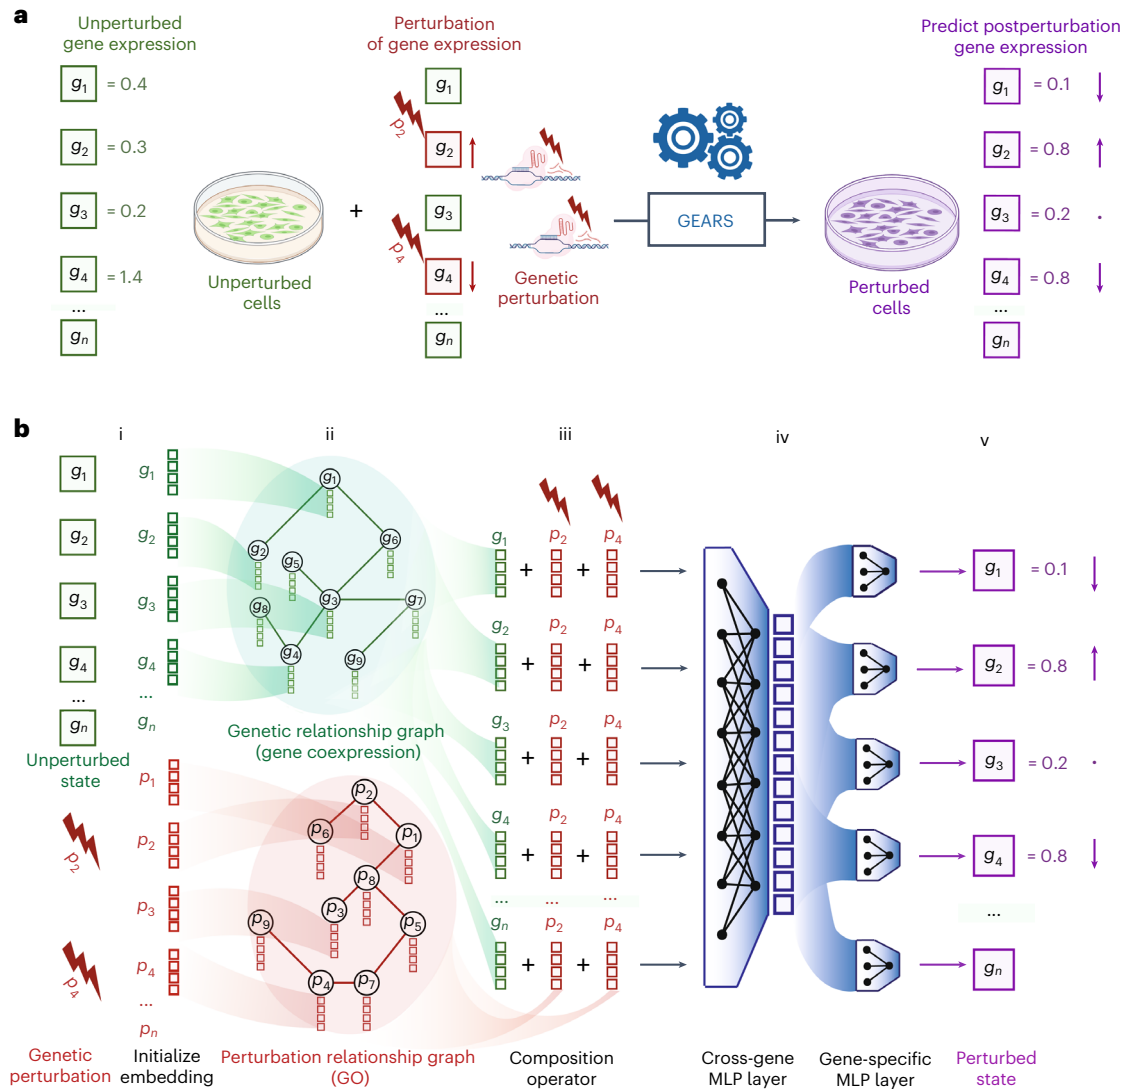 a
Unperturbed
gene expression
g1 = 0.4
g2 = 0.3
g3 = 0.2
g4 = 1.4
...
gn
Unperturbed
cells
+
Perturbation
of gene expression
g1
p2
g2
g3
p4
g4
...
gn
Genetic
perturbation
GEARS
Perturbed
cells
Predict postperturbation
gene expression
g1 = 0.1
g2 = 0.8
g3 = 0.2
g4 = 0.8
...
gn
b
i
ii
iii
iv
v
g1
g2
g3
g4
...
gn
Unperturbed
state
p2
p4
Genetic
perturbation
g1
g2
g3
g4
...
gn
p1
p2
p3
p4
...
pn
Initialize
embedding
g1
g6
g2
g5
g3
g7
g8
g4
g9
Genetic relationship graph
(gene coexpression)
p2
p6
p1
p8
p3
p9
p5
p4
p7
Perturbation relationship graph
(GO)
g1 p2 p4
+ +
g2 p2 p4
+ +
g3 p2 p4
+ +
g4 p2 p4
+ +
... ... ...
gn p2 p4
+ +
Composition
operator
Cross-gene
MLP layer
Gene-specific
MLP layer
g1 = 0.1
g2 = 0.8
g3 = 0.2
g4 = 0.8
...
gn
Perturbed
state